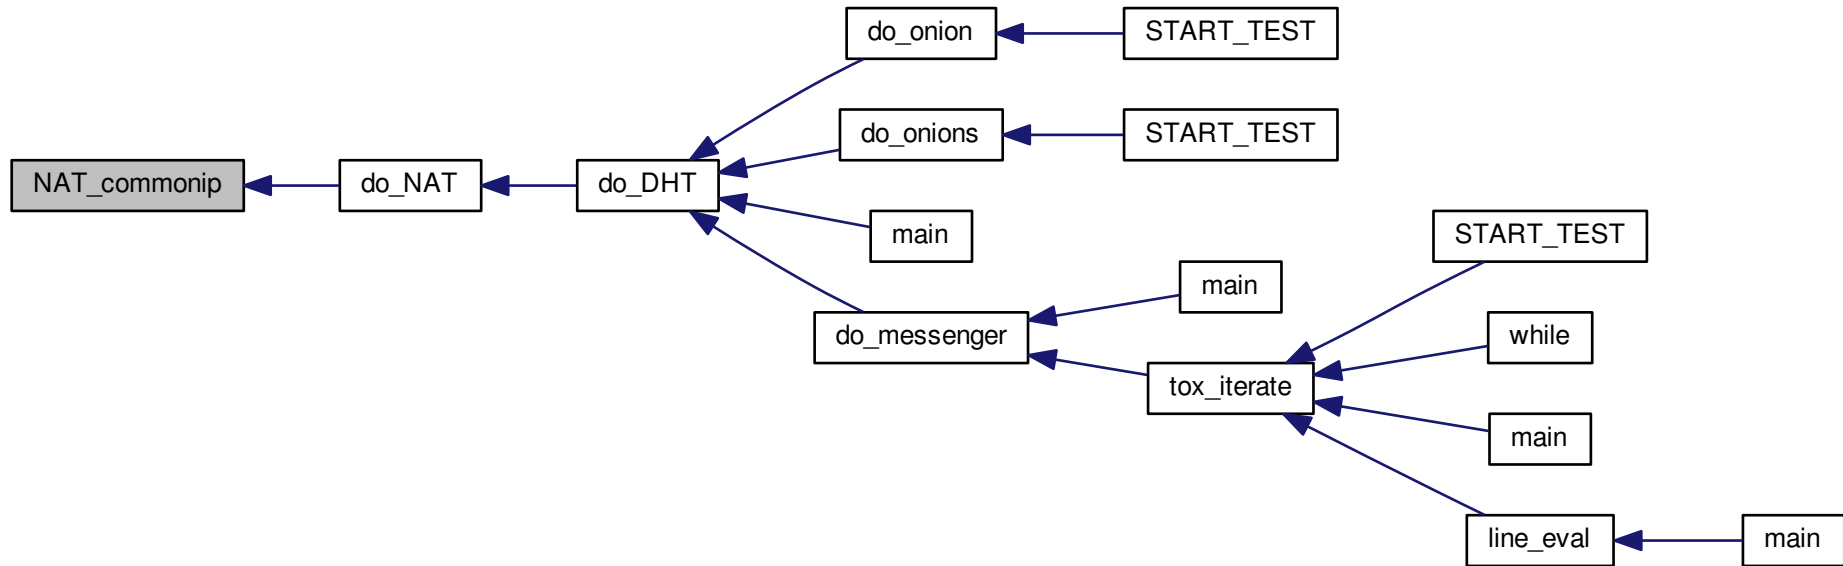 do_onion
START_TEST
do_onions
START_TEST
NAT_commonip
do_NAT
do_DHT
main
START_TEST
main
while
do_messenger
tox_iterate
main
line_eval
main